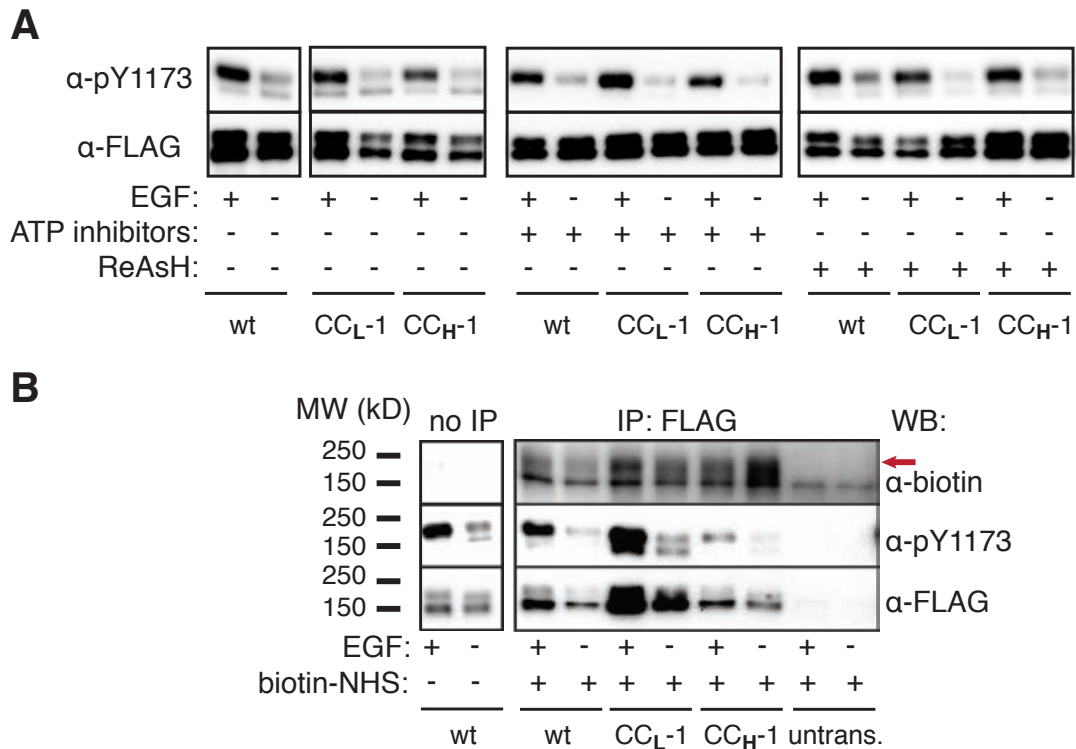 A
α-pY1173
α-FLAG
EGF: + - + - + - + - + - + - + - + - + -
ATP inhibitors: - - - - - - + + + + + + - - - - - -
ReAsH: - - - - - - - - - - - - + + + + + +
wt CCL-1 CCH-1 wt CCL-1 CCH-1 wt CCL-1 CCH-1
B
MW (kD) no IP IP: FLAG WB:
250
150 α-biotin
250
150 α-pY1173
250
150 α-FLAG
EGF: + - + - + - + - + -
biotin-NHS: - - + + + + + + + +
wt wt CCL-1 CCH-1 untrans.